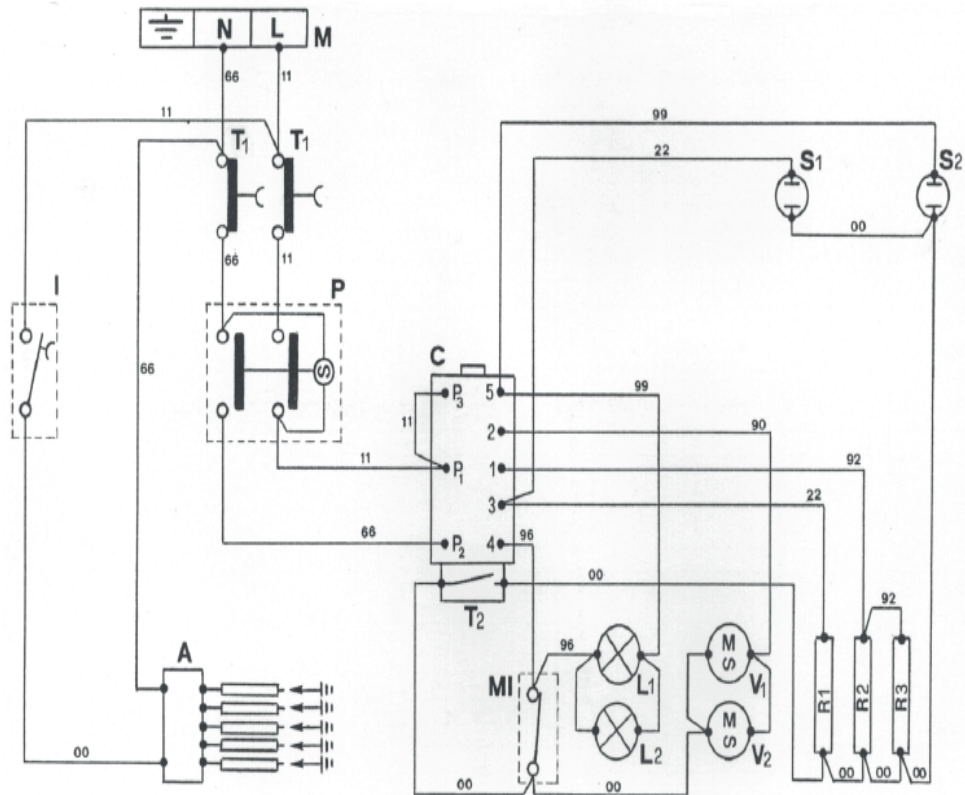 N L M
66 11
11
T1 T1
99
22
S1 S2
00
66 11
I P
S
66
C
P3 5
99
11
2
90
11 P1 1
92
3
22
66 P2 4 96
00
T2
92
A
96
MI
L1
M S V1
R1 R2 R3
L2
M S V2
00
00 00
00 00 00